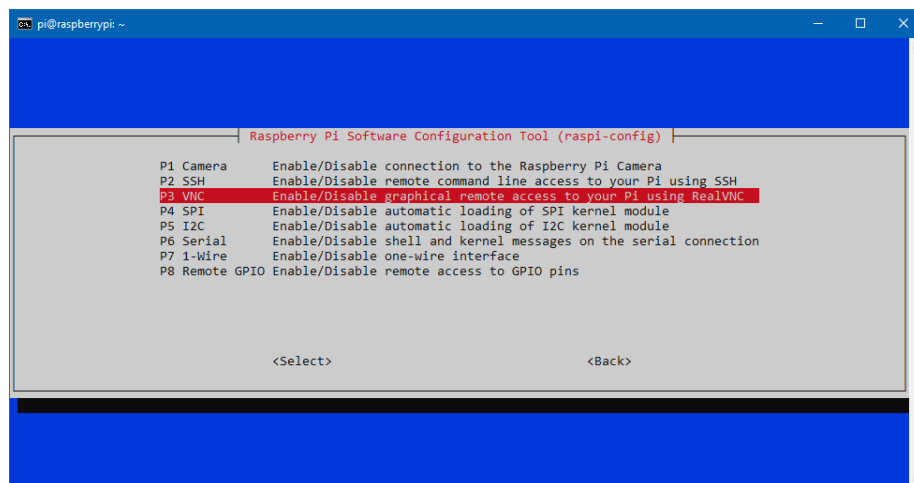 pi@raspberrypi: ~
Raspberry Pi Software Configuration Tool (raspi-config)
P1 Camera Enable/Disable connection to the Raspberry Pi Camera
P2 SSH Enable/Disable remote command line access to your Pi using SSH
P3 VNC Enable/Disable graphical remote access to your Pi using RealVNC
P4 SPI Enable/Disable automatic loading of SPI kernel module
P5 I2C Enable/Disable automatic loading of I2C kernel module
P6 Serial Enable/Disable shell and kernel messages on the serial connection
P7 1-Wire Enable/Disable one-wire interface
P8 Remote GPIO Enable/Disable remote access to GPIO pins
<Select> <Back>